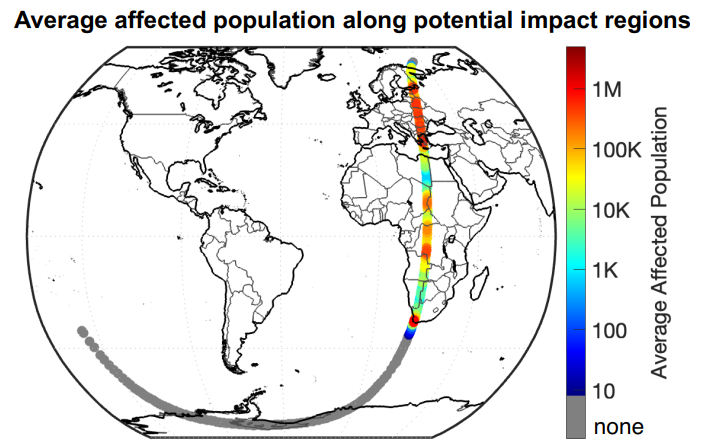 Average affected population along potential impact regions
1M
100K
10K
1K
100
10
none
Average Affected Population